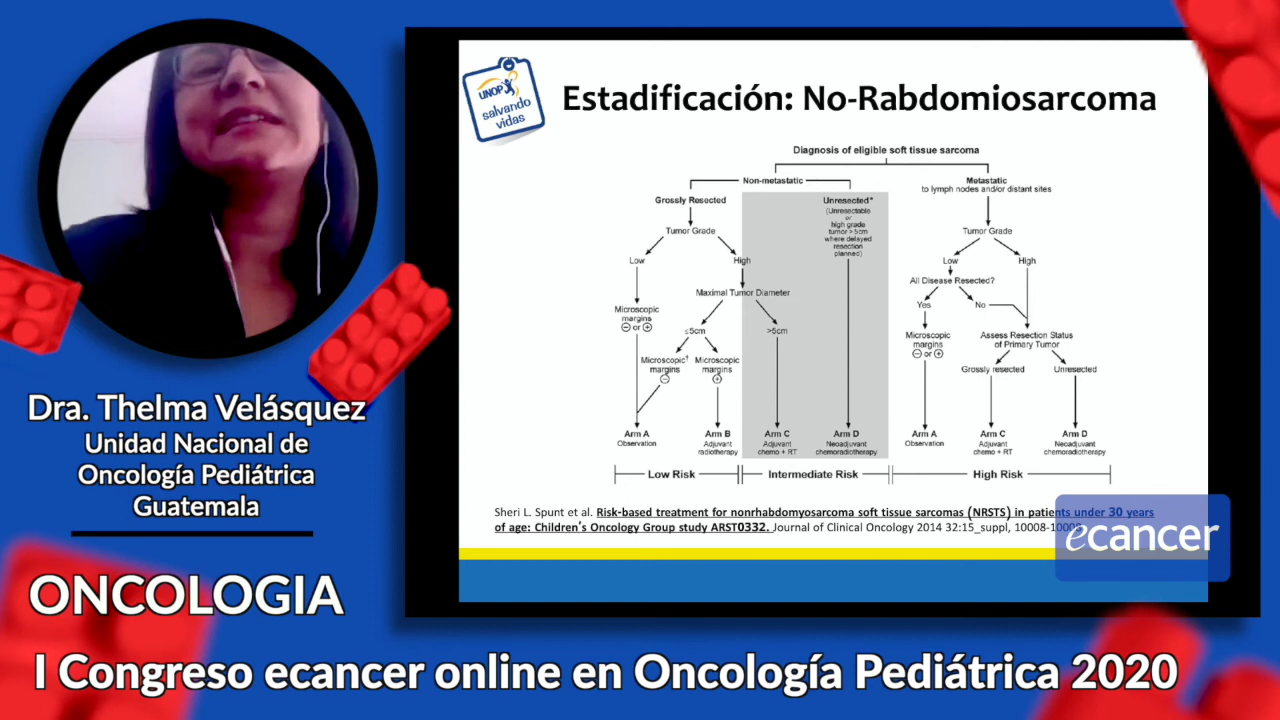 UNOP
salvando
vidas
Estadificación: No-Rabdomiosarcoma
Diagnosis of eligible soft tissue sarcoma
Non-metastatic
Metastatic
to lymph nodes and/or distant sites
Grossly Resected
Unresected*
(Unresectable
or
high grade
tumor > 5cm
where delayed
resection
planned)
Tumor Grade
Tumor Grade
Low
High
Low
High
All Disease Resected?
Maximal Tumor Diameter
Yes
No
Microscopic
margins
⊖ or ⊕
≤5cm
>5cm
Microscopic
margins
⊖ or ⊕
Assess Resection Status
of Primary Tumor
Microscopic†
margins
⊖
Microscopic
margins
⊕
Grossly resected
Unresected
Arm A
Observation
Arm B
Adjuvant
radiotherapy
Arm C
Adjuvant
chemo + RT
Arm D
Neoadjuvant
chemoradiotherapy
Arm A
Observation
Arm C
Adjuvant
chemo + RT
Arm D
Neoadjuvant
chemoradiotherapy
Low Risk
Intermediate Risk
High Risk
Sheri L. Spunt et al. Risk-based treatment for nonrhabdomyosarcoma soft tissue sarcomas (NRSTS) in patients under 30 years
of age: Children's Oncology Group study ARST0332. Journal of Clinical Oncology 2014 32:15_suppl, 10008-10008
ecancer
Dra. Thelma Velásquez
Unidad Nacional de
Oncología Pediátrica
Guatemala
ONCOLOGIA
I Congreso ecancer online en Oncología Pediátrica 2020